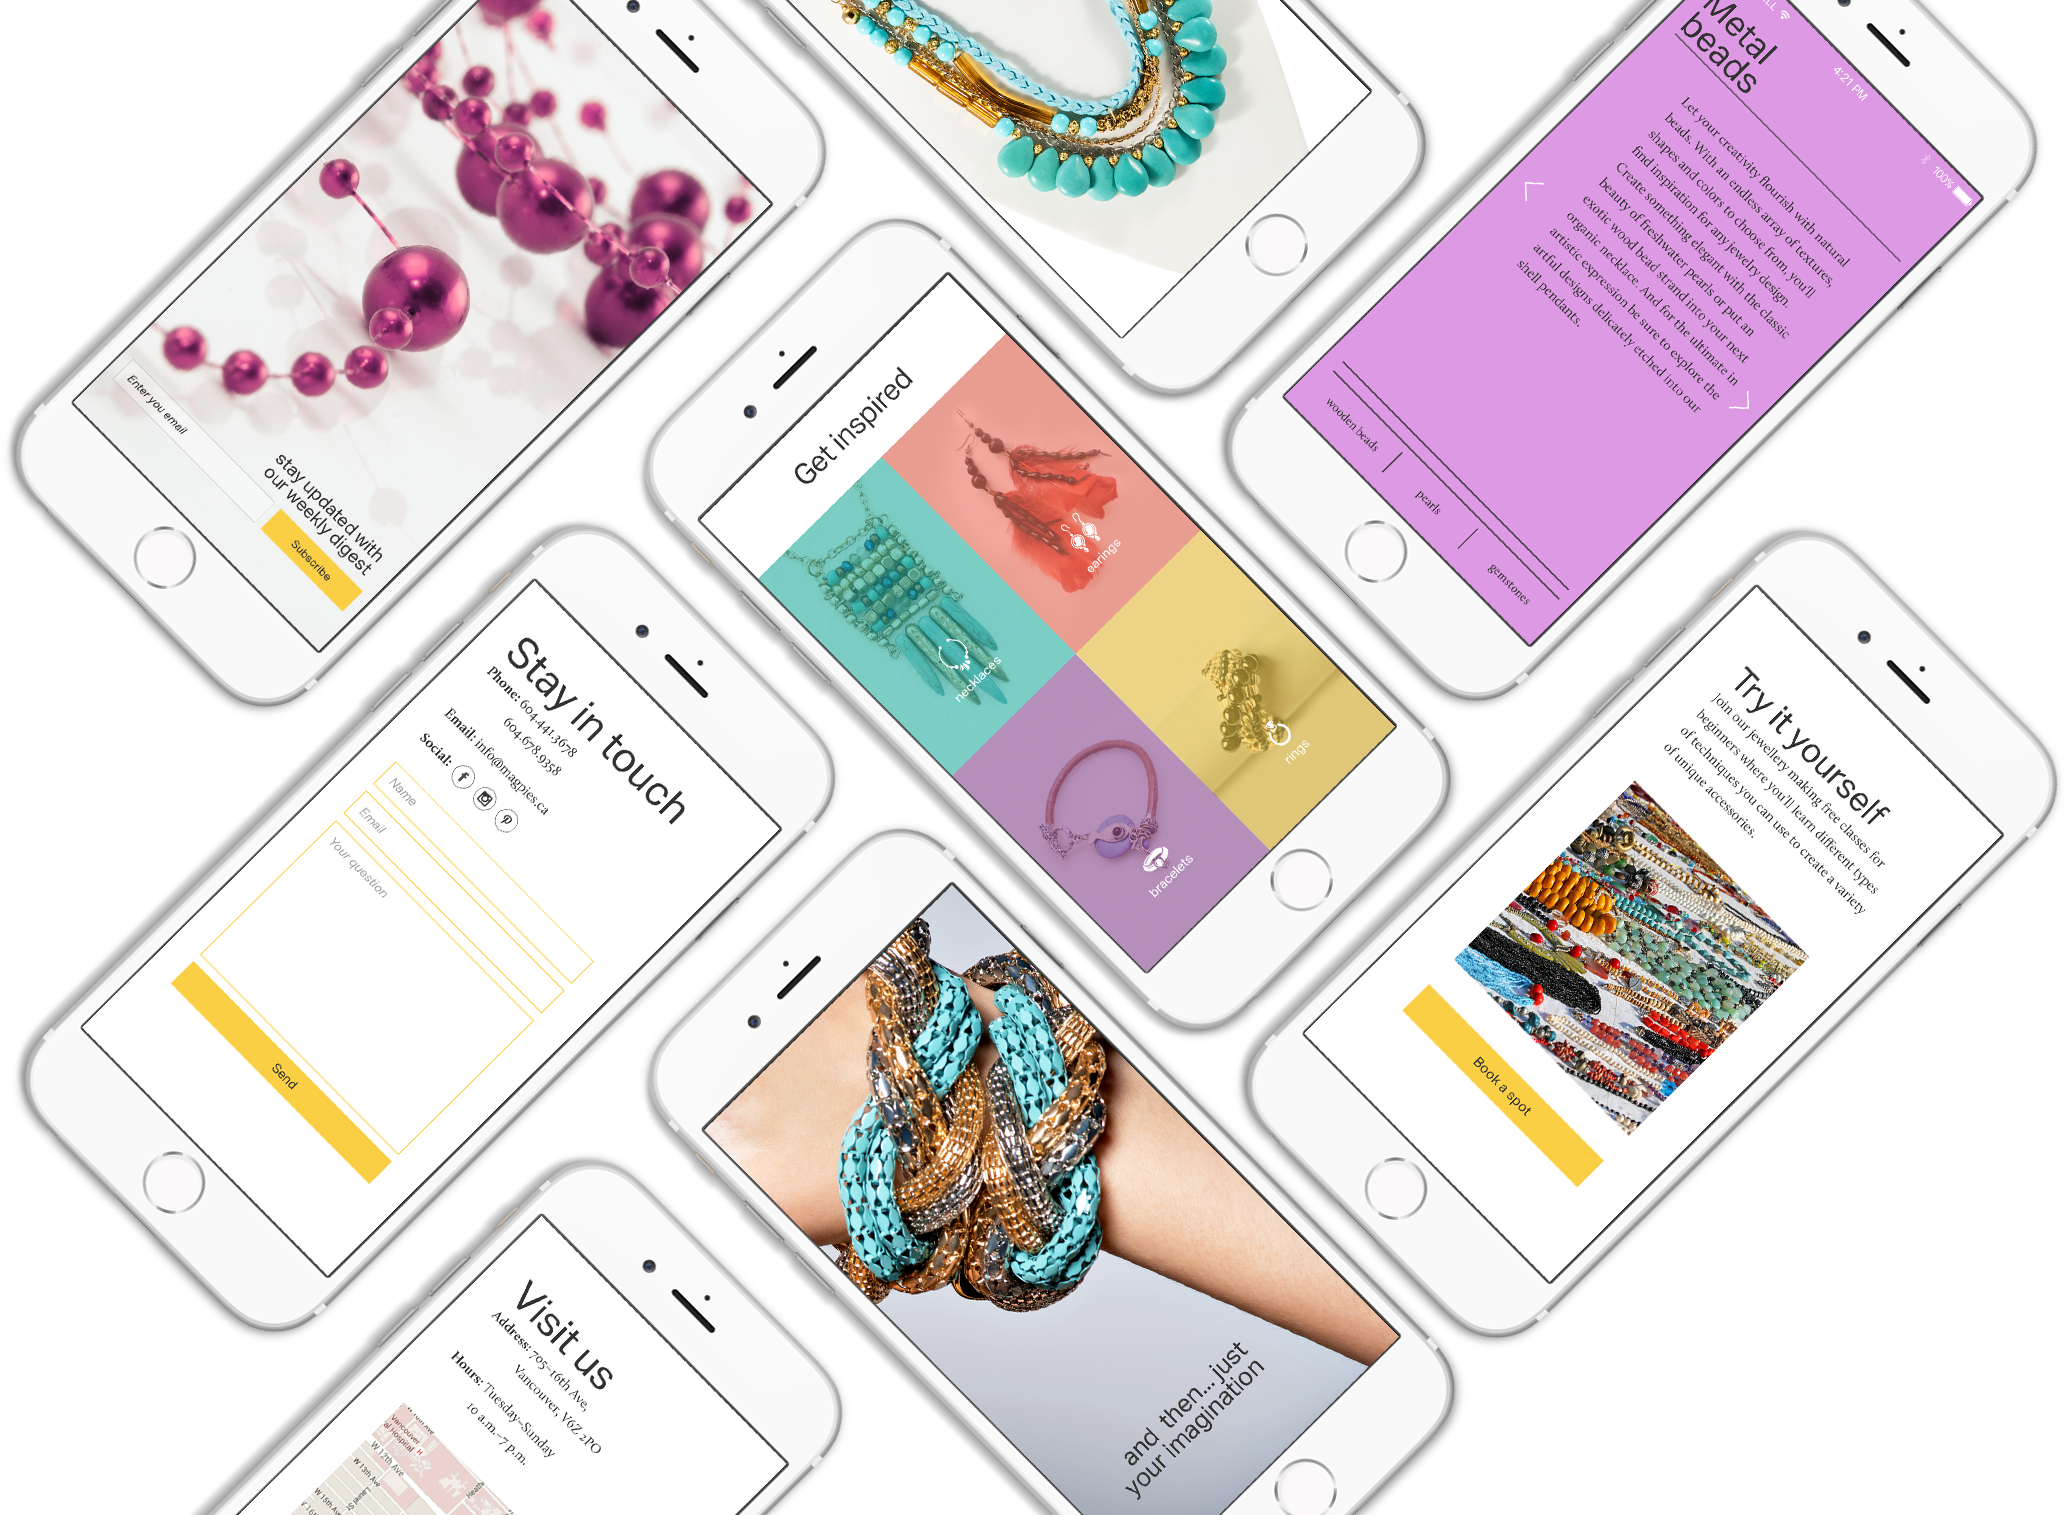 Enter you email
stay updated with
our weekly digest
Subscribe
Metal
beads
4:21 PM
100%
Let your creativity flourish with natural
beads. With an endless array of textures,
shapes and colors to choose from, you'll
find inspiration for any jewelry design.
Create something elegant with the classic
beauty of freshwater pearls or put an
exotic wood bead strand into your next
organic necklace. And for the ultimate in
artistic expression be sure to explore the
artful designs delicately etched into our
shell pendants.
wooden beads
pearls
gemstones
Get inspired
earings
necklaces
rings
bracelets
Stay in touch
Phone: 604.441.3678
604.678.9358
Email: info@magpies.ca
Social:
Name
Email
Your question
Send
Try it yourself
Join our jewellery making free classes for
beginners where you'll learn different types
of techniques you can use to create a variety
of unique accessories.
Book a spot
Visit us
Address: 705–16th Ave,
Vancouver, V6Z 2PO
Hours: Tuesday–Sunday
10 a.m.–7 p.m.
Vancouver
al Hospital
H
W 12th Ave
W 13th Ave
W 15th Ave
Heath
and then... just
your imagination